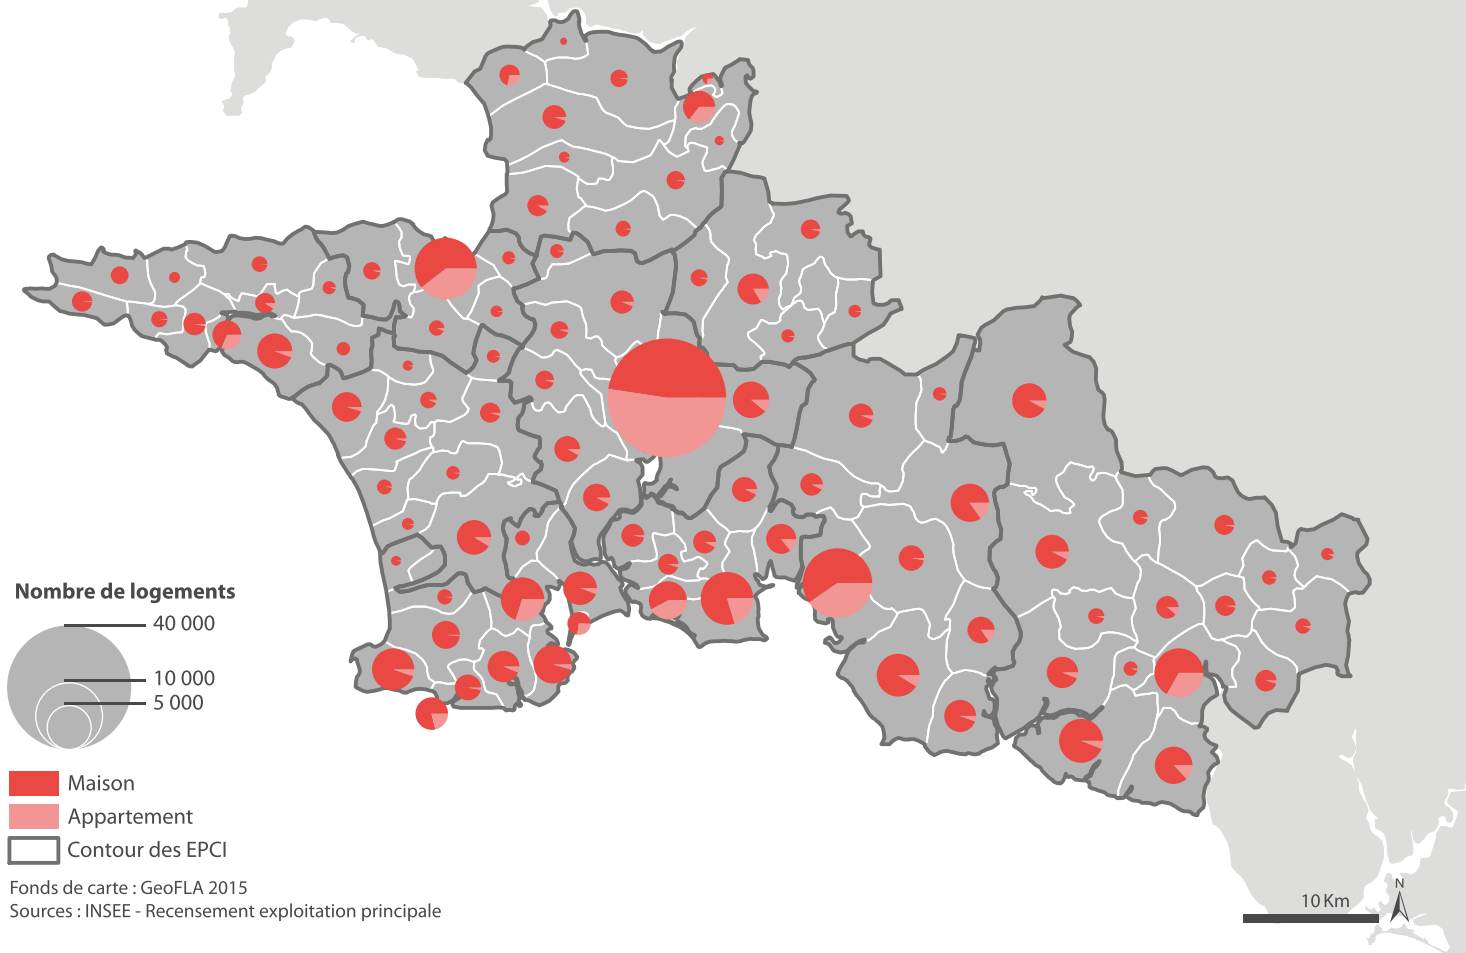 Nombre de logements
40 000
10 000
5 000
Maison
Appartement
Contour des EPCI
Fonds de carte : GeoFLA 2015
Sources : INSEE - Recensement exploitation principale
10 Km
N